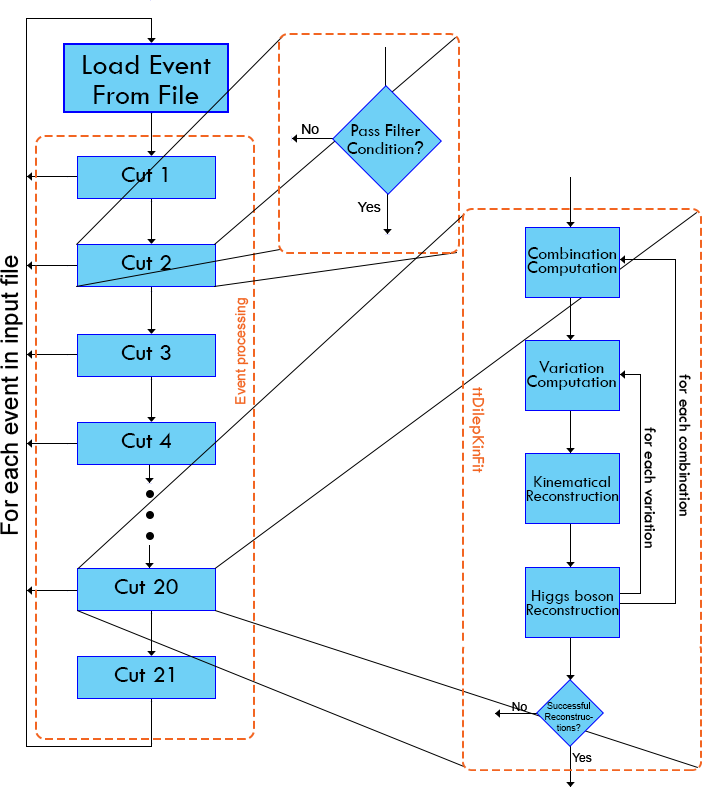 Load Event
From File
For each event in input file
Cut 1
Cut 2
Cut 3
Cut 4
Cut 20
Cut 21
Event processing
Pass Filter
Condition?
No
Yes
ttDilepKinFit
Combination
Computation
Variation
Computation
Kinematical
Reconstruction
Higgs boson
Reconstruction
for each variation
for each combination
Successful
Reconstruc-
tions?
No
Yes